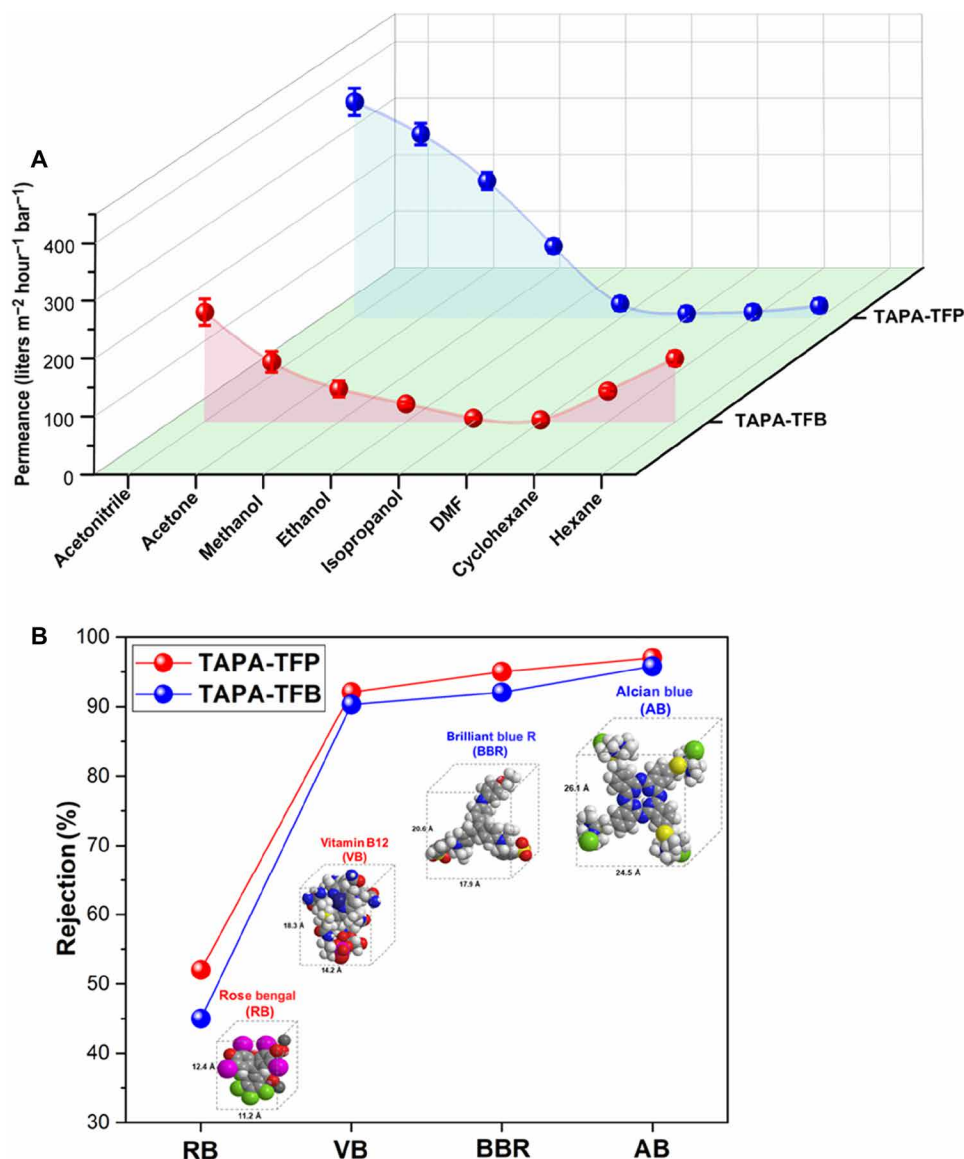 A
Permeance (liters m⁻² hour⁻¹ bar⁻¹)
400
300
200
100
0
Acetonitrile
Acetone
Methanol
Ethanol
Isopropanol
DMF
Cyclohexane
Hexane
TAPA-TFP
TAPA-TFB
B
Rejection (%)
100
90
80
70
60
50
40
30
TAPA-TFP
TAPA-TFB
Alcian blue
(AB)
26.1 Å
24.5 Å
Brilliant blue R
(BBR)
20.6 Å
17.9 Å
Vitamin B12
(VB)
18.3 Å
14.2 Å
Rose bengal
(RB)
12.4 Å
11.2 Å
RB
VB
BBR
AB